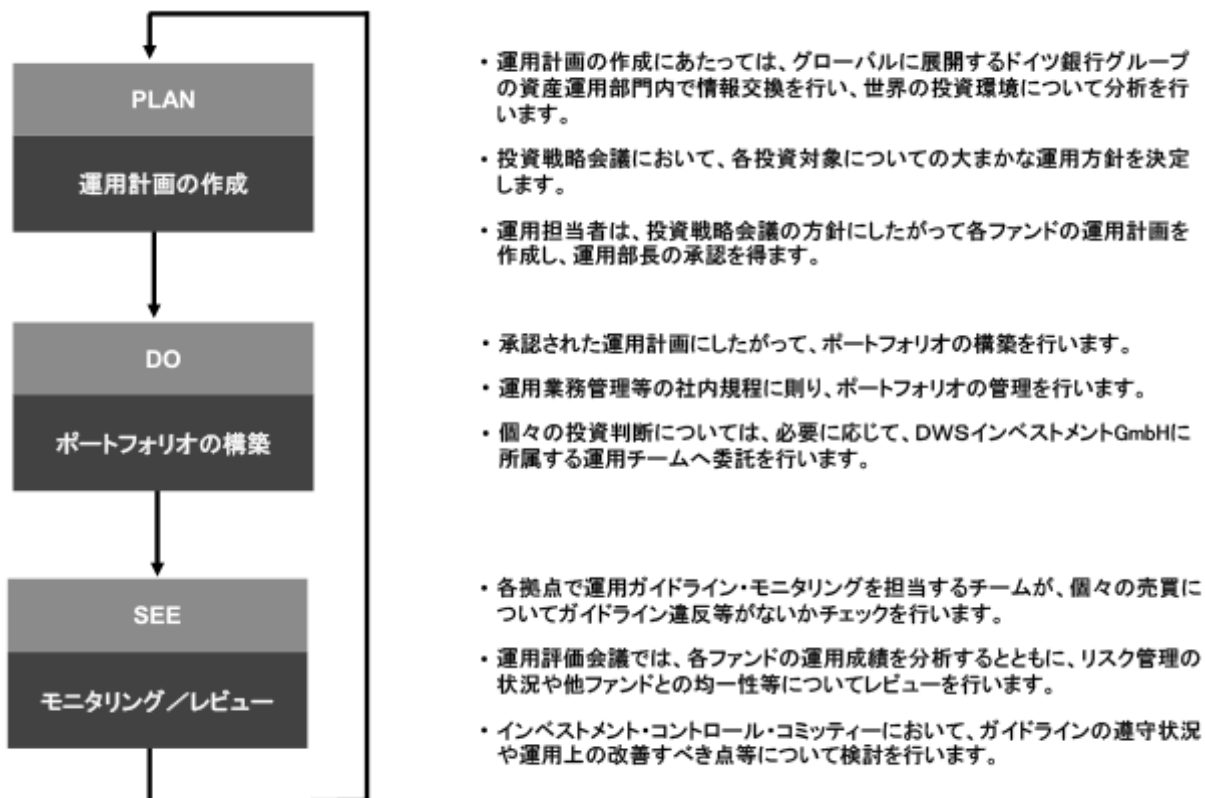 PLAN
運用計画の作成
・運用計画の作成にあたっては、グローバルに展開するドイツ銀行グループ
の資産運用部門内で情報交換を行い、世界の投資環境について分析を行
います。
・投資戦略会議において、各投資対象についての大まかな運用方針を決定
します。
・運用担当者は、投資戦略会議の方針にしたがって各ファンドの運用計画を
作成し、運用部長の承認を得ます。
DO
ポートフォリオの構築
・承認された運用計画にしたがって、ポートフォリオの構築を行います。
・運用業務管理等の社内規程に則り、ポートフォリオの管理を行います。
・個々の投資判断については、必要に応じて、DWSインベストメントGmbHに
所属する運用チームへ委託を行います。
SEE
モニタリング／レビュー
・各拠点で運用ガイドライン・モニタリングを担当するチームが、個々の売買に
ついてガイドライン違反等がないかチェックを行います。
・運用評価会議では、各ファンドの運用成績を分析するとともに、リスク管理の
状況や他ファンドとの均一性等についてレビューを行います。
・インベストメント・コントロール・コミッティーにおいて、ガイドラインの遵守状況
や運用上の改善すべき点等について検討を行います。